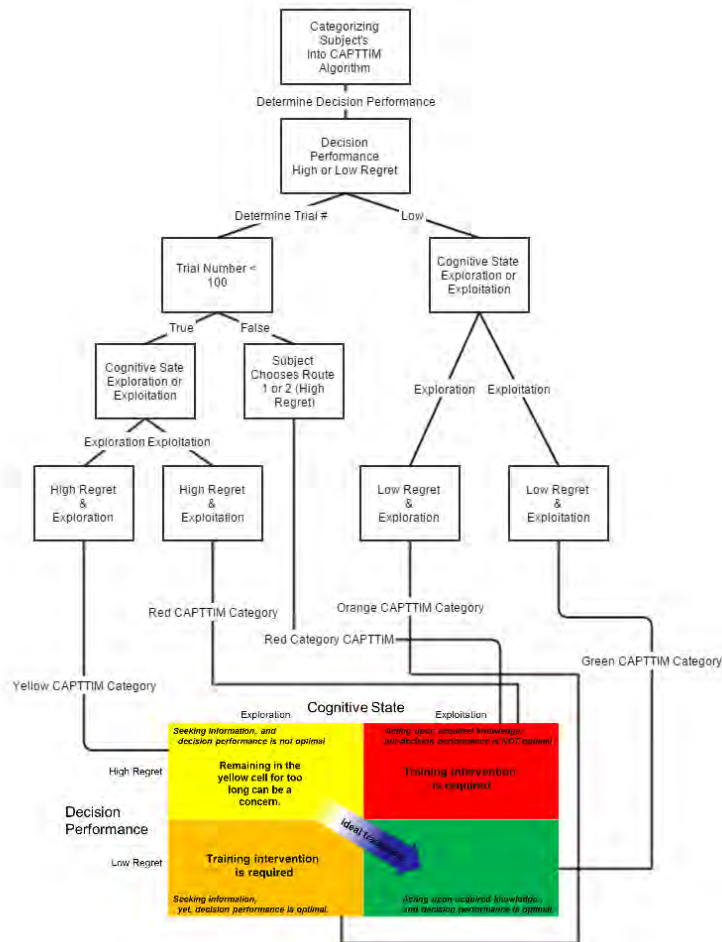 Categorizing
Subject's
Into CAPTTIM
Algorithm
Determine Decision Performance
Decision
Performance
High or Low Regret
Determine Trial #
Low
Trial Number <
100
Cognitive State
Exploration or
Exploitation
True
False
Cognitive Sate
Exploration or
Exploitation
Subject
Chooses Route
1 or 2 (High
Regret)
Exploration
Exploitation
Exploration
Exploitation
High Regret
&
Exploration
High Regret
&
Exploitation
Low Regret
&
Exploration
Low Regret
&
Exploitation
Red CAPTTIM Category
Orange CAPTTIM Category
Red Category CAPTTIM
Green CAPTTIM Category
Yellow CAPTTIM Category
Cognitive State
Exploration
Exploitation
Seeking information, and
decision performance is not optimal
Acting upon acquired knowledge,
but decision performance is NOT optimal
High Regret
Remaining in the
yellow cell for too
long can be a
concern.
Training intervention
is required
Decision
Performance
Ideal
Low Regret
Training intervention
is required
Seeking information,
yet, decision performance is optimal.
Acting upon acquired knowledge,
and decision performance is optimal.